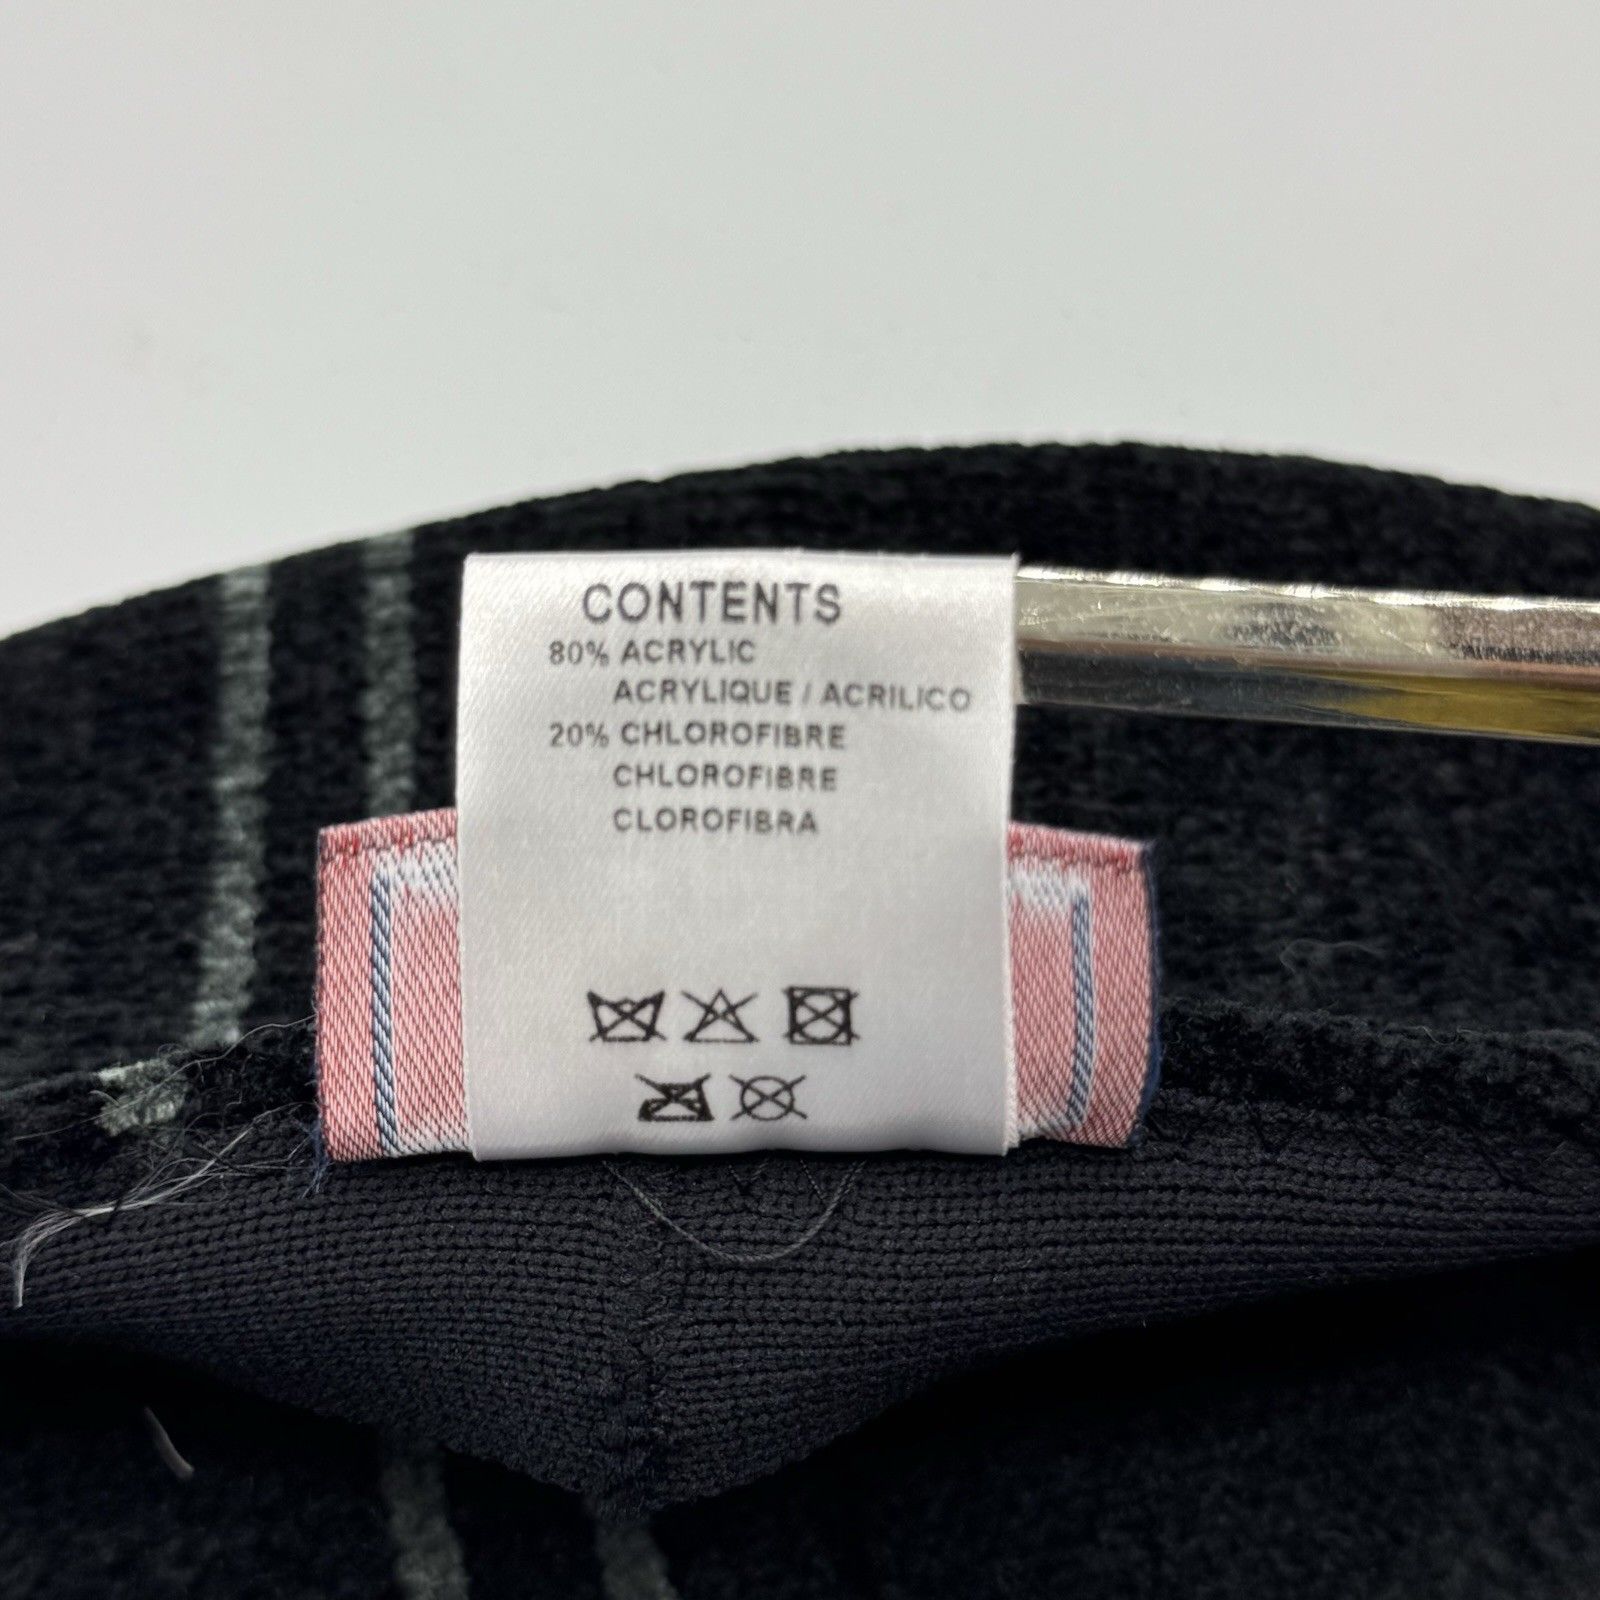 CONTENTS
80% ACRYLIC
ACRYLIQUE / ACRILICO
20% CHLOROFIBRE
CHLOROFIBRE
CLOROFIBRA